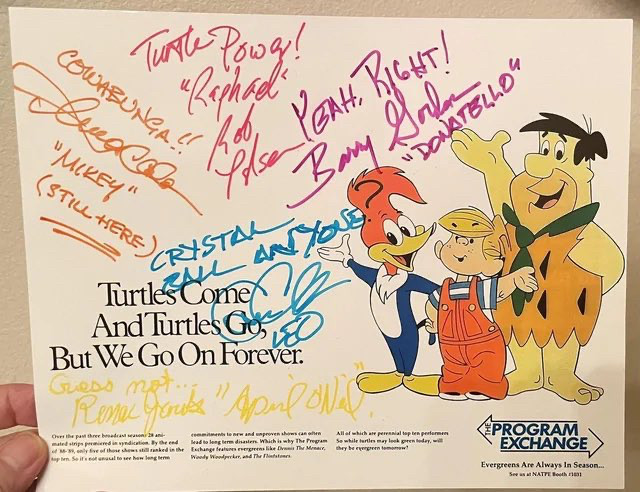 Turtle Power!
"Raphael"
Rob
Paulsen
COWABUNGA!!
"MIKEY"
(STILL HERE)
YEAH, RIGHT!
Barry Gordon
"DONATELLO"
CRYSTAL
BALL ANYONE
LEO
Turtles Come
And Turtles Go,
But We Go On Forever.
Guess not...
Renae Jacobs "April O'Neil".
Over the past three broadcast seasons 28 ani-
mated strips premiered in syndication. By the end
of '88-'89, only five of those shows still ranked in the
top ten. So it's not unusual to see how long term
commitments to new and unproven shows can often
lead to long term disasters. Which is why The Program
Exchange features evergreens like Dennis The Menace,
Woody Woodpecker, and The Flintstones.
All of which are perennial top ten performers
So while turtles may look green today, will
they be evergreen tomorrow?
THE PROGRAM
EXCHANGE
Evergreens Are Always In Season...
See us at NATPE Booth #1031